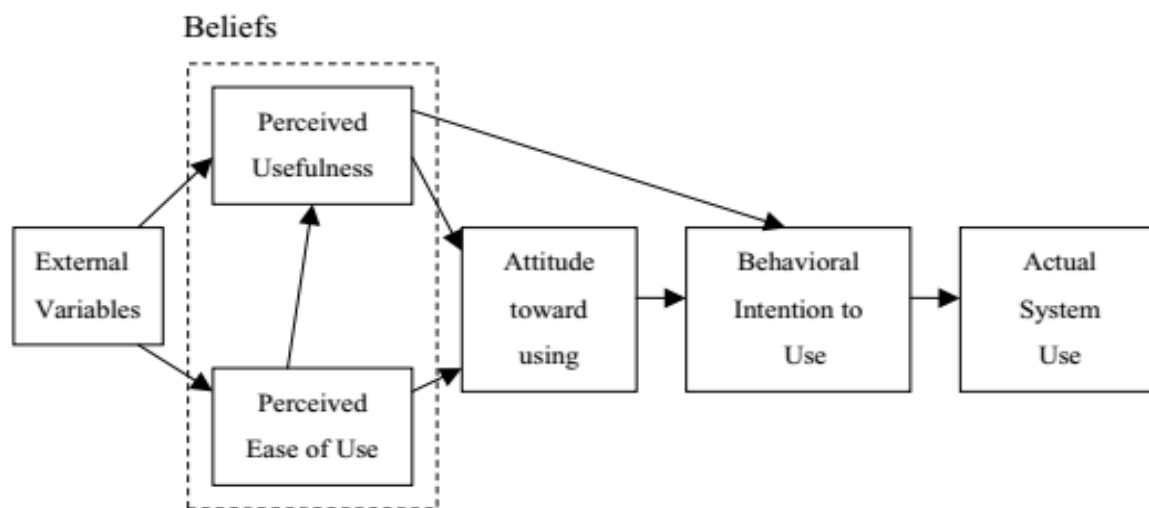 Beliefs
Perceived
Usefulness
External
Variables
Perceived
Ease of Use
Attitude
toward
using
Behavioral
Intention to
Use
Actual
System
Use